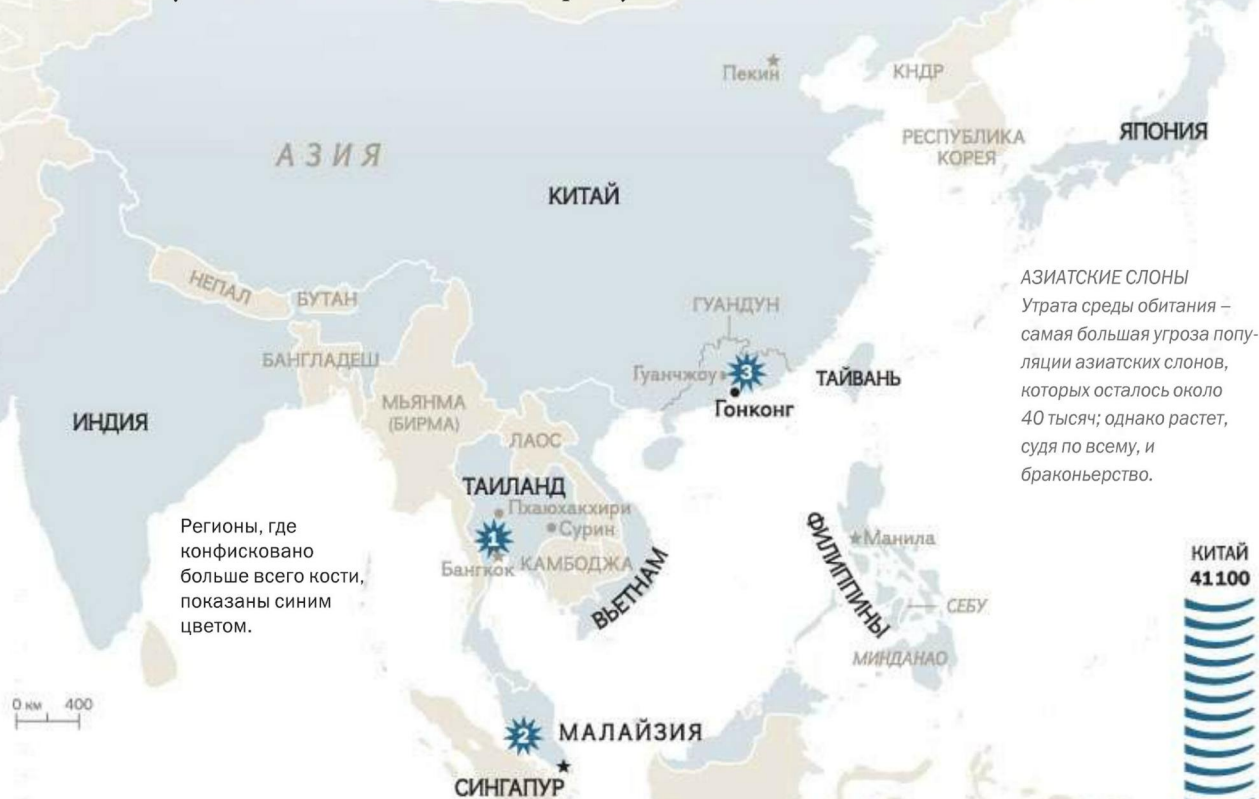 Пекин
КНДР
РЕСПУБЛИКА
КОРЕЯ
ЯПОНИЯ
АЗИЯ
КИТАЙ
НЕПАЛ
БУТАН
БАНГЛАДЕШ
ИНДИЯ
МЬЯНМА
(БИРМА)
ЛАОС
ГУАНДУН
Гуанчжоу
3
Гонконг
ТАЙВАНЬ
АЗИАТСКИЕ СЛОНЫ
Утрата среды обитания –
самая большая угроза попу-
ляции азиатских слонов,
которых осталось около
40 тысяч; однако растет,
судя по всему, и
браконьерство.
ТАИЛАНД
Пхаюхакхири
Сурин
1
Бангкок
КАМБОДЖА
ВЬЕТНАМ
Регионы, где
конфисковано
больше всего кости,
показаны синим
цветом.
ФИЛИППИНЫ
Манила
СЕБУ
МИНДАНАО
КИТАЙ
41100
0 км 400
2
МАЛАЙЗИЯ
СИНГАПУР